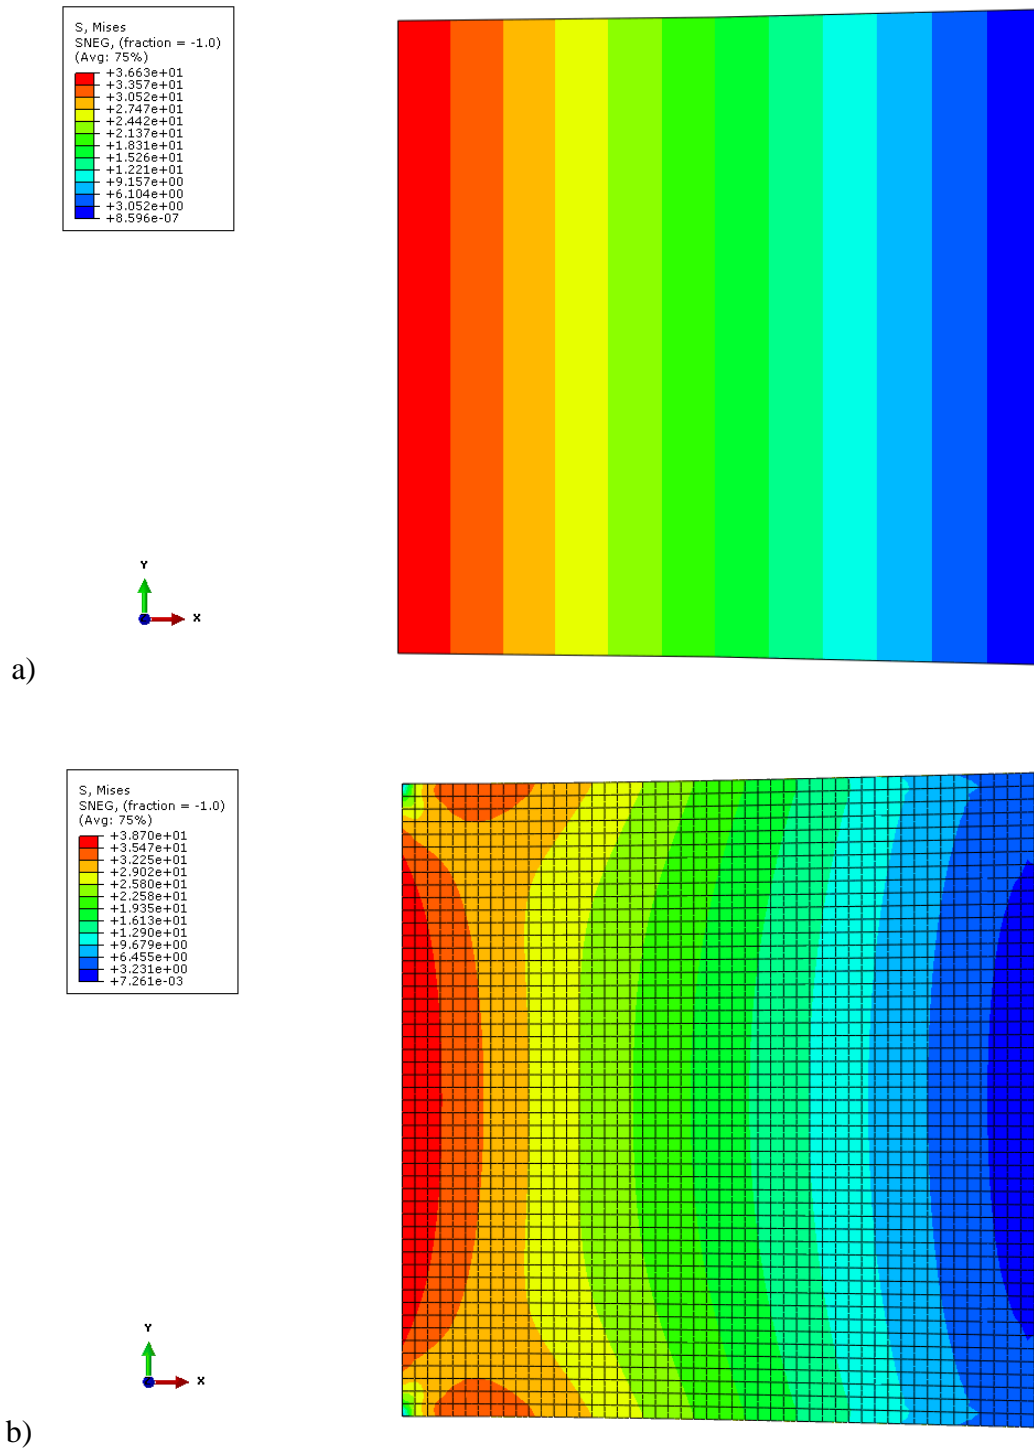 S, Mises
SNEG, (fraction = -1.0)
(Avg: 75%)
+3.663e+01
+3.357e+01
+3.052e+01
+2.747e+01
+2.442e+01
+2.137e+01
+1.831e+01
+1.526e+01
+1.221e+01
+9.157e+00
+6.104e+00
+3.052e+00
+8.596e-07
Y
X
a)
S, Mises
SNEG, (fraction = -1.0)
(Avg: 75%)
+3.870e+01
+3.547e+01
+3.225e+01
+2.902e+01
+2.580e+01
+2.258e+01
+1.935e+01
+1.613e+01
+1.290e+01
+9.679e+00
+6.455e+00
+3.231e+00
+7.261e-03
Y
X
b)